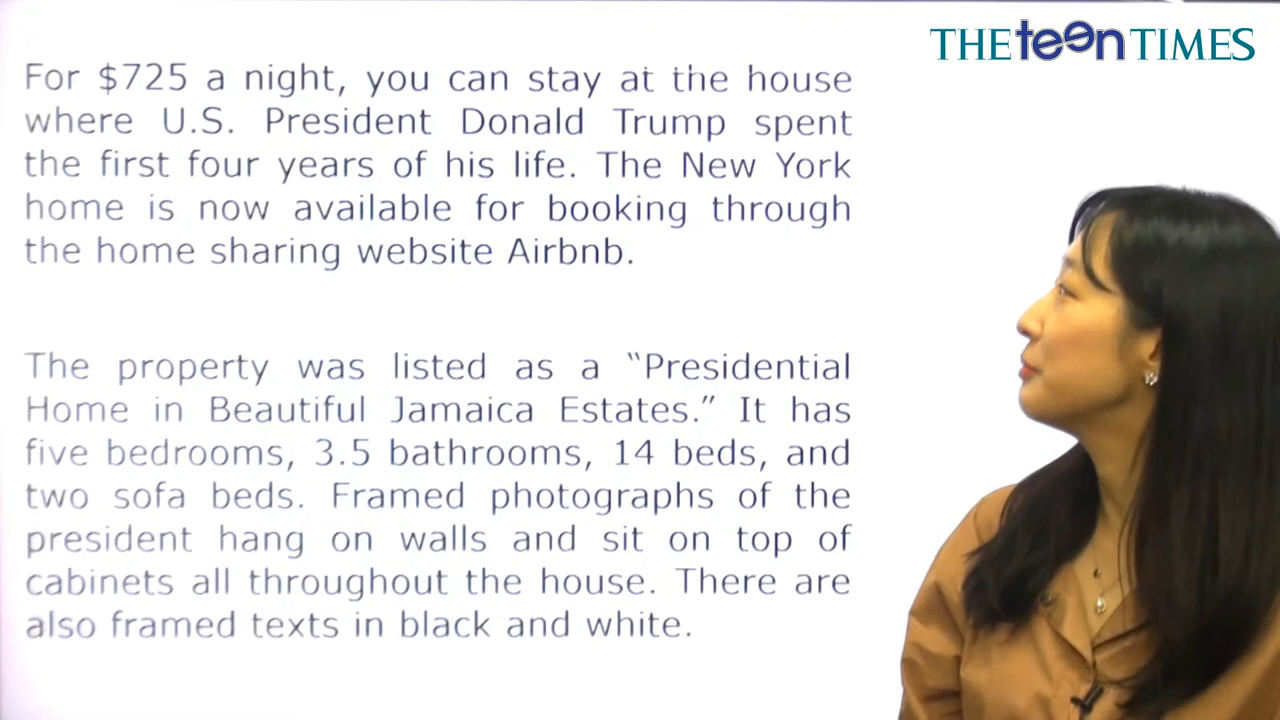 THE teen TIMES
For $725 a night, you can stay at the house
where U.S. President Donald Trump spent
the first four years of his life. The New York
home is now available for booking through
the home sharing website Airbnb.
The property was listed as a “Presidential
Home in Beautiful Jamaica Estates.” It has
five bedrooms, 3.5 bathrooms, 14 beds, and
two sofa beds. Framed photographs of the
president hang on walls and sit on top of
cabinets all throughout the house. There are
also framed texts in black and white.